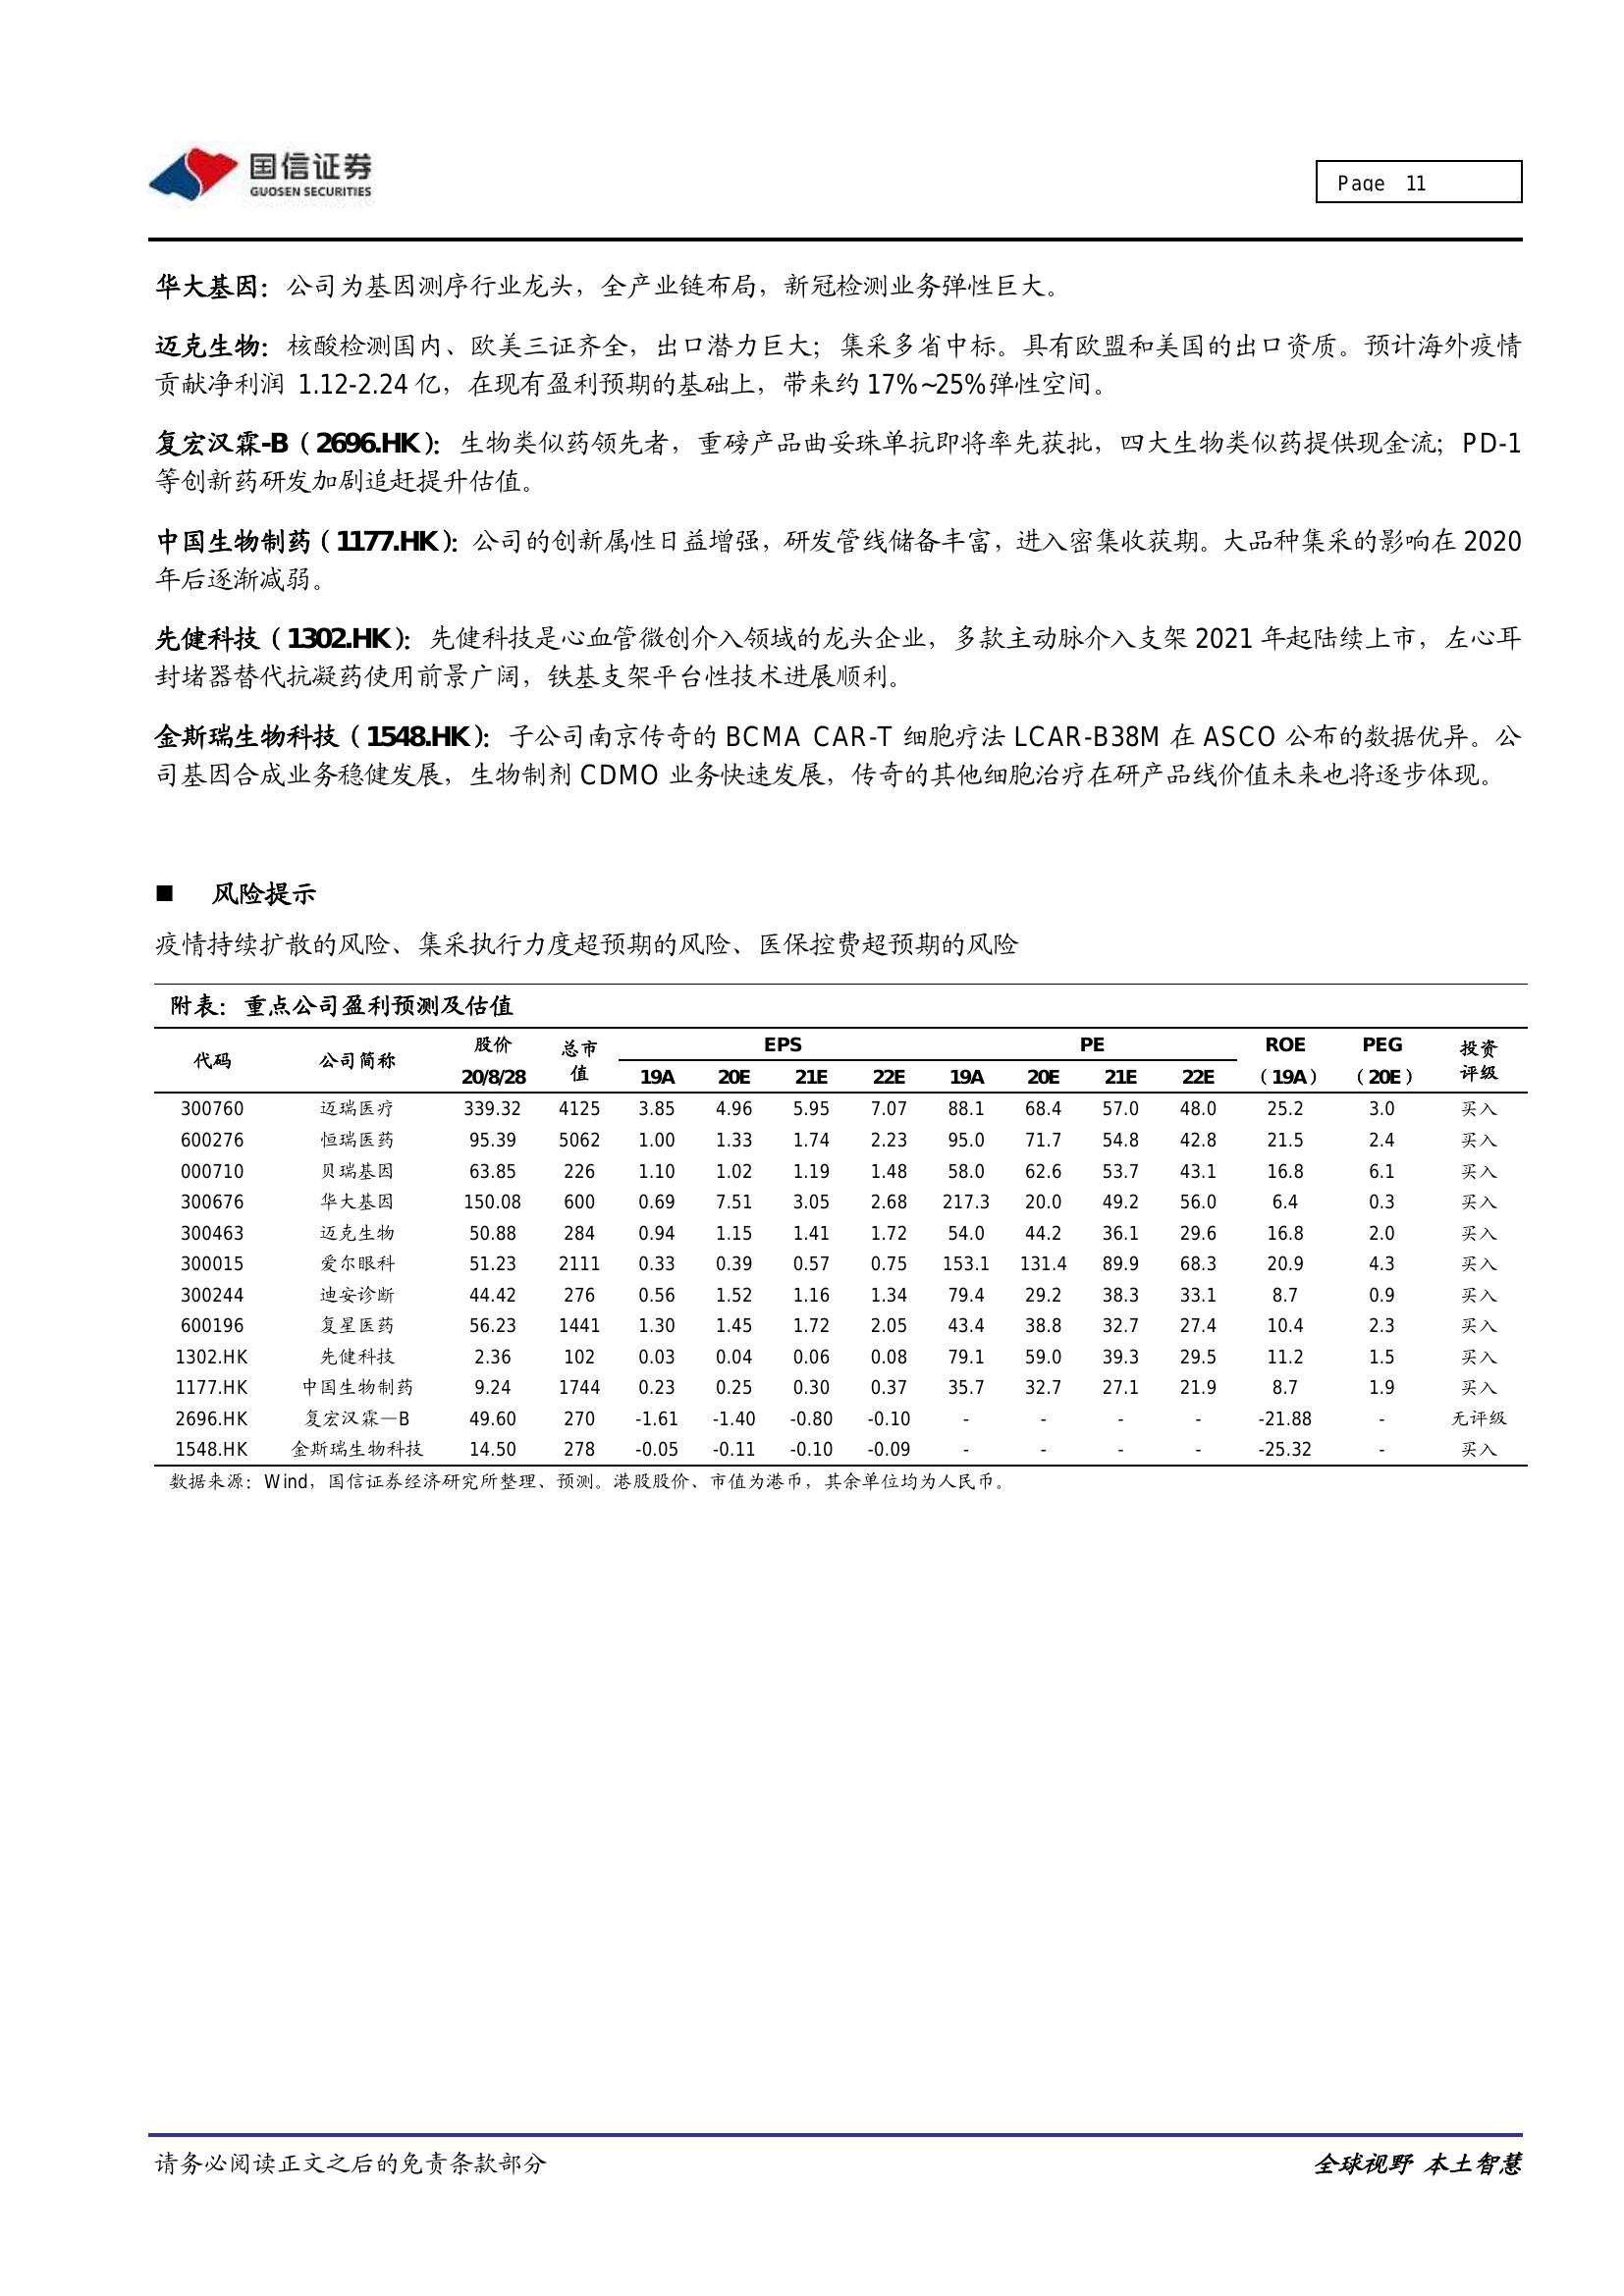 国信证券
GUOSEN SECURITIES
Page 11
华大基因：公司为基因测序行业龙头，全产业链布局，新冠检测业务弹性巨大。
迈克生物：核酸检测国内、欧美三证齐全，出口潜力巨大；集采多省中标。具有欧盟和美国的出口资质。预计海外疫情
贡献净利润 1.12-2.24 亿，在现有盈利预期的基础上，带来约 17%~25%弹性空间。
复宏汉霖-B（2696.HK）：生物类似药领先者，重磅产品曲妥珠单抗即将率先获批，四大生物类似药提供现金流；PD-1
等创新药研发加剧追赶提升估值。
中国生物制药（1177.HK）：公司的创新属性日益增强，研发管线储备丰富，进入密集收获期。大品种集采的影响在 2020
年后逐渐减弱。
先健科技（1302.HK）：先健科技是心血管微创介入领域的龙头企业，多款主动脉介入支架 2021 年起陆续上市，左心耳
封堵器替代抗凝药使用前景广阔，铁基支架平台性技术进展顺利。
金斯瑞生物科技（1548.HK）：子公司南京传奇的 BCMA CAR-T 细胞疗法 LCAR-B38M 在 ASCO 公布的数据优异。公
司基因合成业务稳健发展，生物制剂 CDMO 业务快速发展，传奇的其他细胞治疗在研产品线价值未来也将逐步体现。
■ 风险提示
疫情持续扩散的风险、集采执行力度超预期的风险、医保控费超预期的风险
附表：重点公司盈利预测及估值
代码 公司简称 股价 总市值 EPS PE ROE PEG 投资评级
20/8/28 19A 20E 21E 22E 19A 20E 21E 22E （19A） （20E）
300760 迈瑞医疗 339.32 4125 3.85 4.96 5.95 7.07 88.1 68.4 57.0 48.0 25.2 3.0 买入
600276 恒瑞医药 95.39 5062 1.00 1.33 1.74 2.23 95.0 71.7 54.8 42.8 21.5 2.4 买入
000710 贝瑞基因 63.85 226 1.10 1.02 1.19 1.48 58.0 62.6 53.7 43.1 16.8 6.1 买入
300676 华大基因 150.08 600 0.69 7.51 3.05 2.68 217.3 20.0 49.2 56.0 6.4 0.3 买入
300463 迈克生物 50.88 284 0.94 1.15 1.41 1.72 54.0 44.2 36.1 29.6 16.8 2.0 买入
300015 爱尔眼科 51.23 2111 0.33 0.39 0.57 0.75 153.1 131.4 89.9 68.3 20.9 4.3 买入
300244 迪安诊断 44.42 276 0.56 1.52 1.16 1.34 79.4 29.2 38.3 33.1 8.7 0.9 买入
600196 复星医药 56.23 1441 1.30 1.45 1.72 2.05 43.4 38.8 32.7 27.4 10.4 2.3 买入
1302.HK 先健科技 2.36 102 0.03 0.04 0.06 0.08 79.1 59.0 39.3 29.5 11.2 1.5 买入
1177.HK 中国生物制药 9.24 1744 0.23 0.25 0.30 0.37 35.7 32.7 27.1 21.9 8.7 1.9 买入
2696.HK 复宏汉霖—B 49.60 270 -1.61 -1.40 -0.80 -0.10 - - - - -21.88 - 无评级
1548.HK 金斯瑞生物科技 14.50 278 -0.05 -0.11 -0.10 -0.09 - - - - -25.32 - 买入
数据来源：Wind，国信证券经济研究所整理、预测。港股股价、市值为港币，其余单位均为人民币。
请务必阅读正文之后的免责条款部分
全球视野 本土智慧